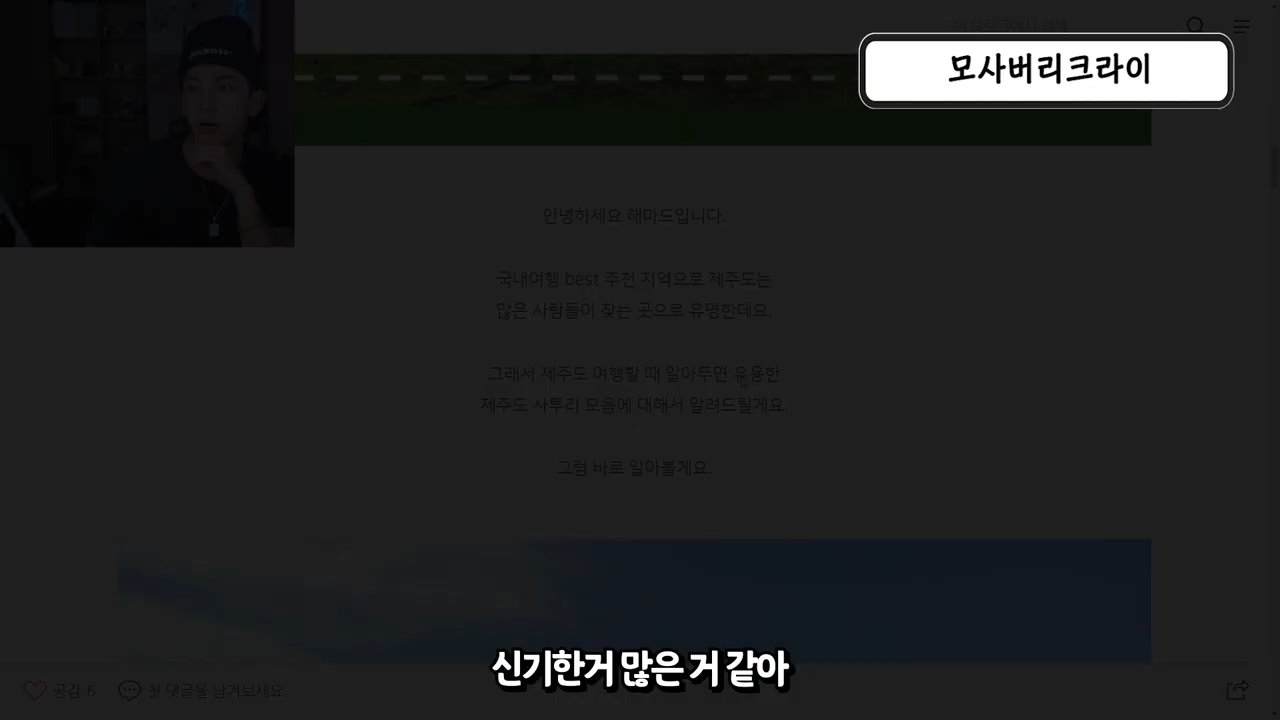 모사버리크라이
안녕하세요 해마드입니다.
국내여행 best 추천 지역으로 제주도는
많은 사람들이 찾는 곳으로 유명한데요.
그래서 제주도 여행할 때 알아두면 유용한
제주도 사투리 모음에 대해서 알려드릴게요.
그럼 바로 알아볼게요.
신기한거 많은 거 같아
공감 6
첫 댓글을 남겨보세요